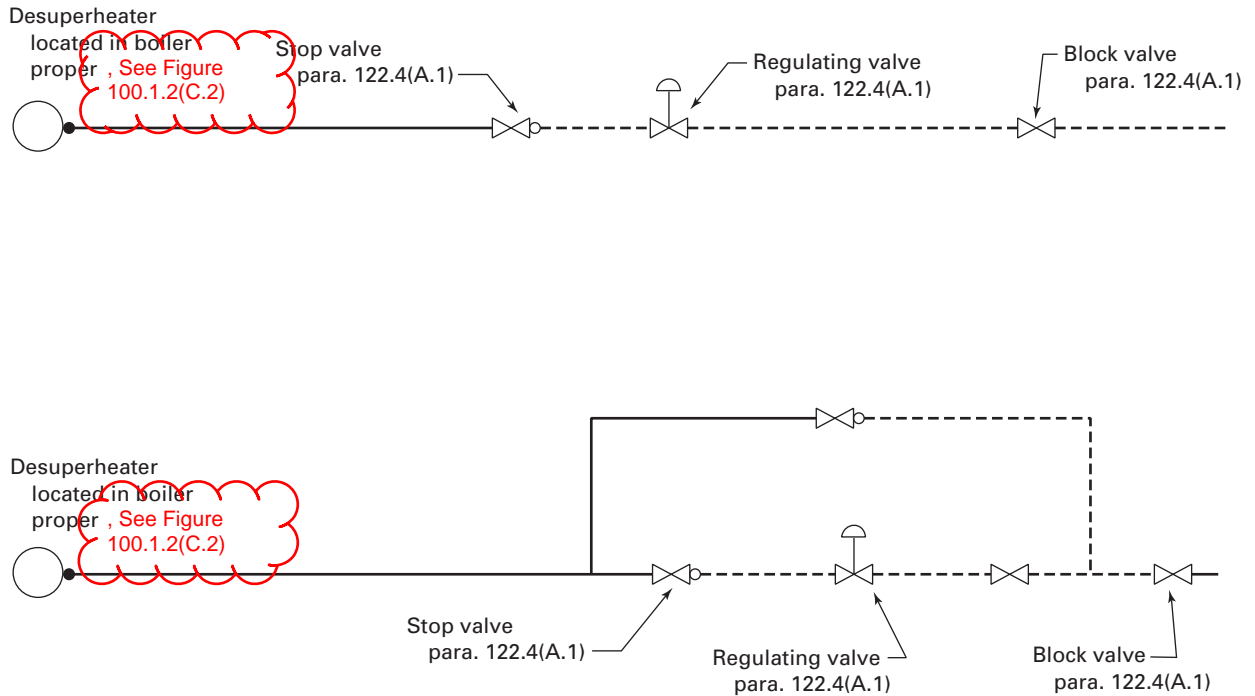 Desuperheater
located in boiler
proper , See Figure
100.1.2(C.2)
Stop valve
para. 122.4(A.1)
Regulating valve
para. 122.4(A.1)
Block valve
para. 122.4(A.1)
Desuperheater
located in boiler
proper , See Figure
100.1.2(C.2)
Stop valve
para. 122.4(A.1)
Regulating valve
para. 122.4(A.1)
Block valve
para. 122.4(A.1)